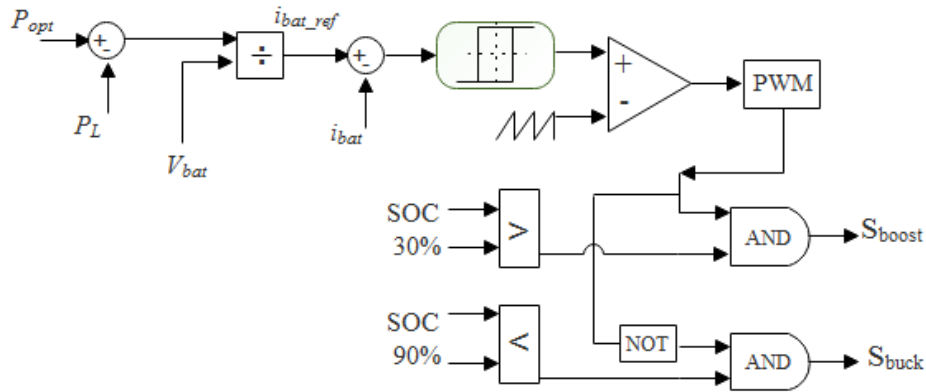 P_opt
i_bat_ref
+
-
÷
+
-
P_L
V_bat
i_bat
+
-
PWM
SOC
30%
>
AND
S_boost
SOC
90%
<
NOT
AND
S_buck